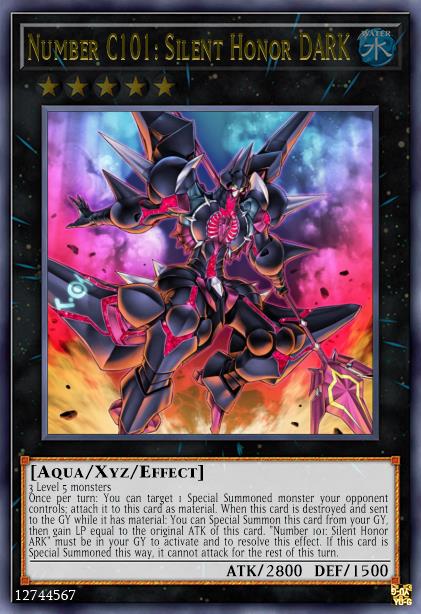 Number C101: Silent Honor DARK
WATER
水
[Aqua/Xyz/Effect]
3 Level 5 monsters
Once per turn: You can target 1 Special Summoned monster your opponent
controls; attach it to this card as material. When this card is destroyed and sent
to the GY while it has material: You can Special Summon this card from your GY,
then gain LP equal to the original ATK of this card. "Number 101: Silent Honor
ARK" must be in your GY to activate and to resolve this effect. If this card is
Special Summoned this way, it cannot attack for the rest of this turn.
ATK/2800 DEF/1500
12744567